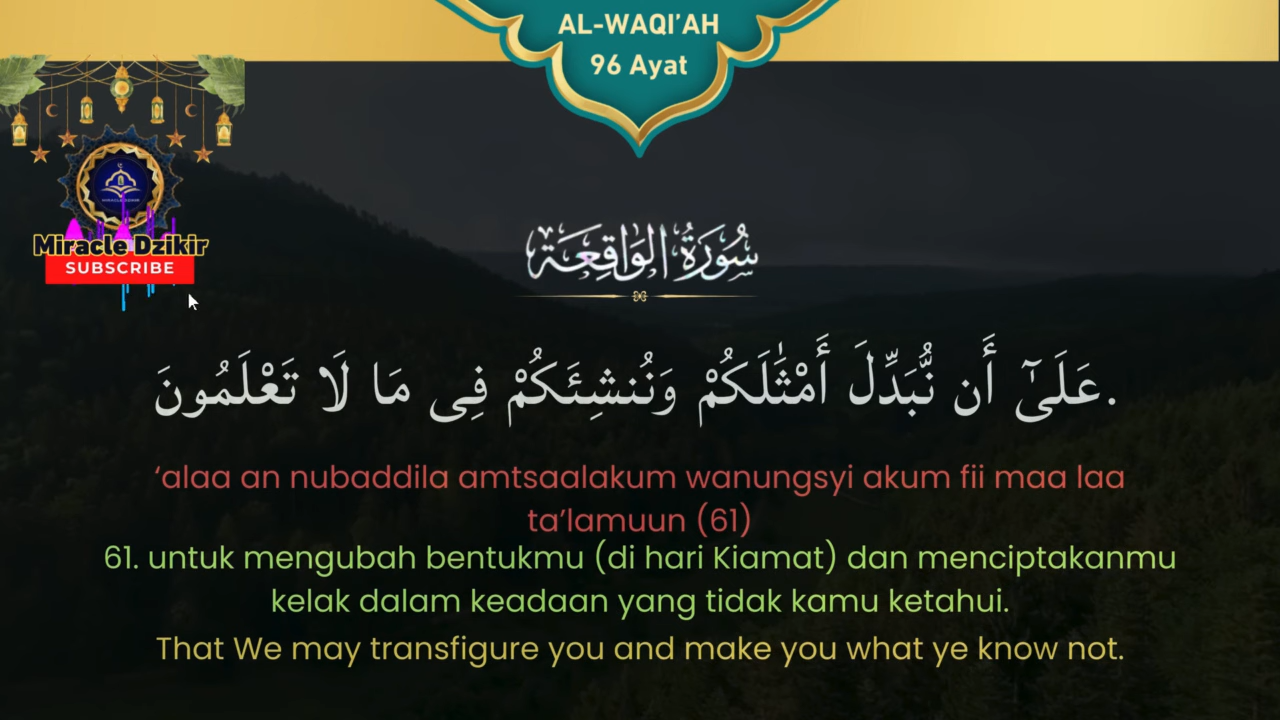 AL-WAQI’AH
96 Ayat
Miracle Dzikir
SUBSCRIBE
سُورَةُ الْوَاقِعَة
عَلَىٰٓ أَن نُّبَدِّلَ أَمْثَٰلَكُمْ وَنُنشِئَكُمْ فِى مَا لَا تَعْلَمُونَ.
‘alaa an nubaddila amtsaalakum wanungsyi akum fii maa laa
ta’lamuun (61)
61. untuk mengubah bentukmu (di hari Kiamat) dan menciptakanmu
kelak dalam keadaan yang tidak kamu ketahui.
That We may transfigure you and make you what ye know not.